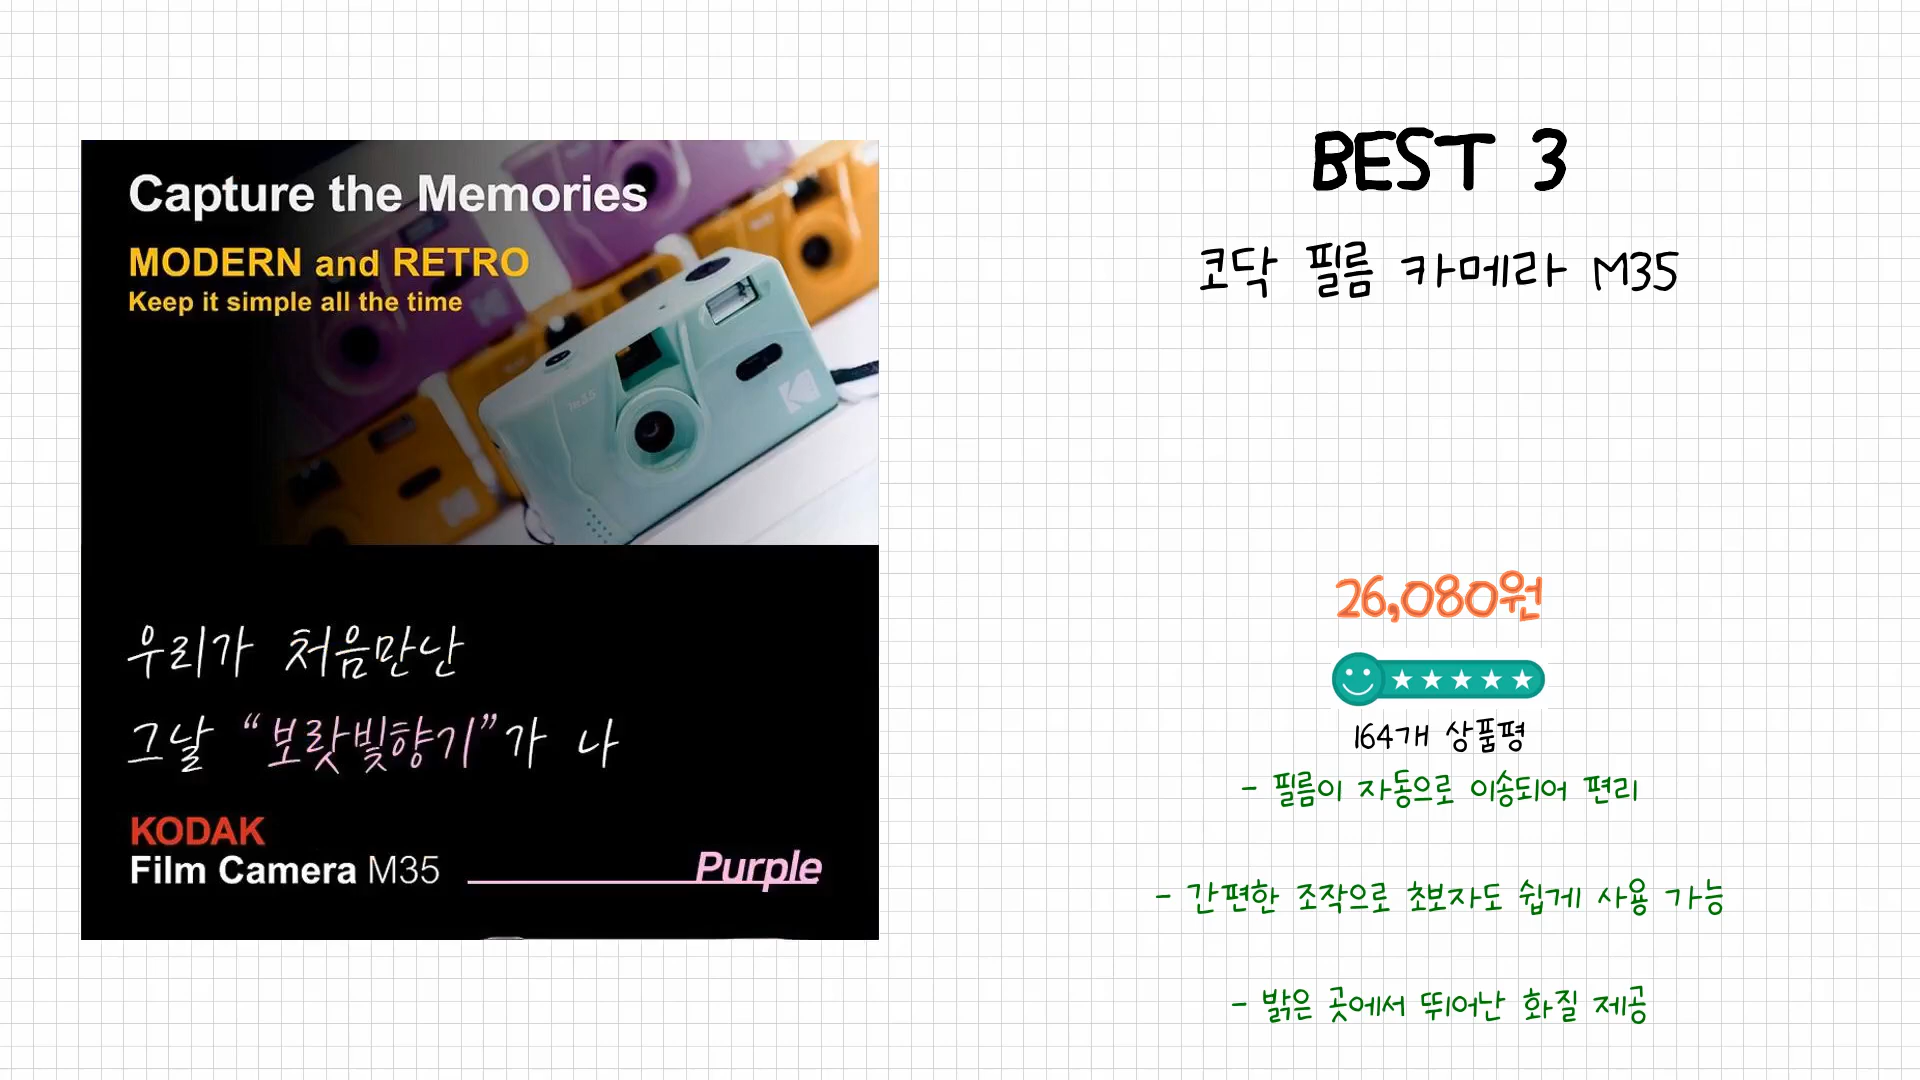 Capture the Memories
MODERN and RETRO
Keep it simple all the time
M35
우리가 처음만난
그날 “보랏빛향기”가 나
KODAK
Film Camera M35
Purple
BEST 3
코닥 필름 카메라 M35
26,080원
164개 상품평
- 필름이 자동으로 이송되어 편리
- 간편한 조작으로 초보자도 쉽게 사용 가능
- 밝은 곳에서 뛰어난 화질 제공